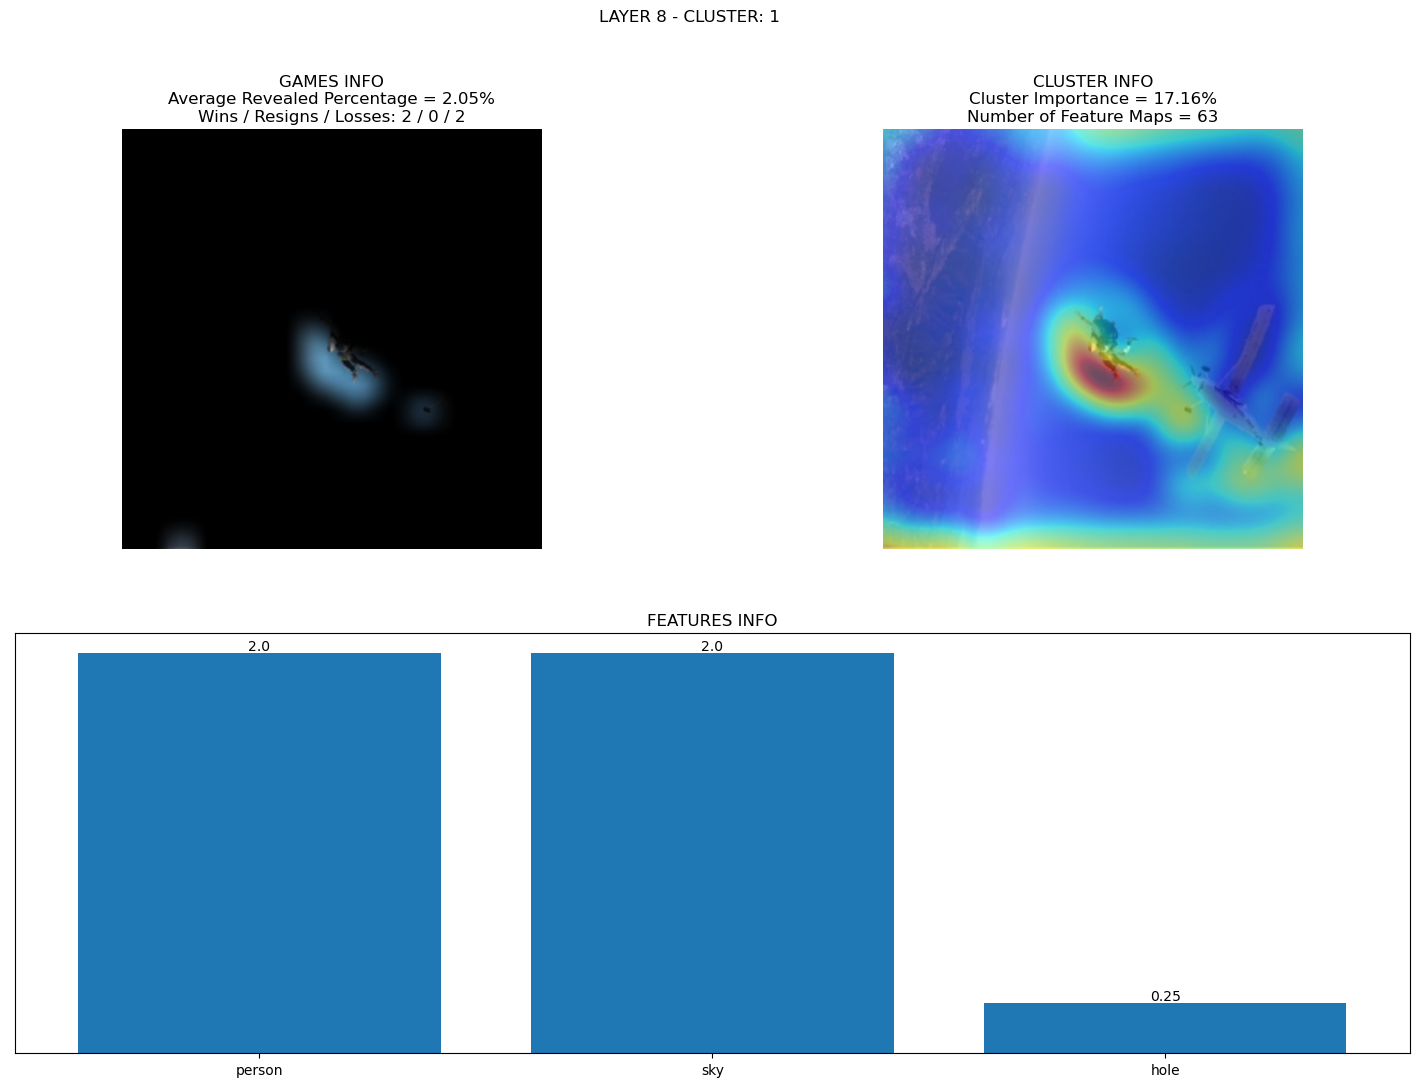 LAYER 8 - CLUSTER: 1
GAMES INFO
Average Revealed Percentage = 2.05%
Wins / Resigns / Losses: 2 / 0 / 2
CLUSTER INFO
Cluster Importance = 17.16%
Number of Feature Maps = 63
FEATURES INFO
2.0
2.0
0.25
person
sky
hole